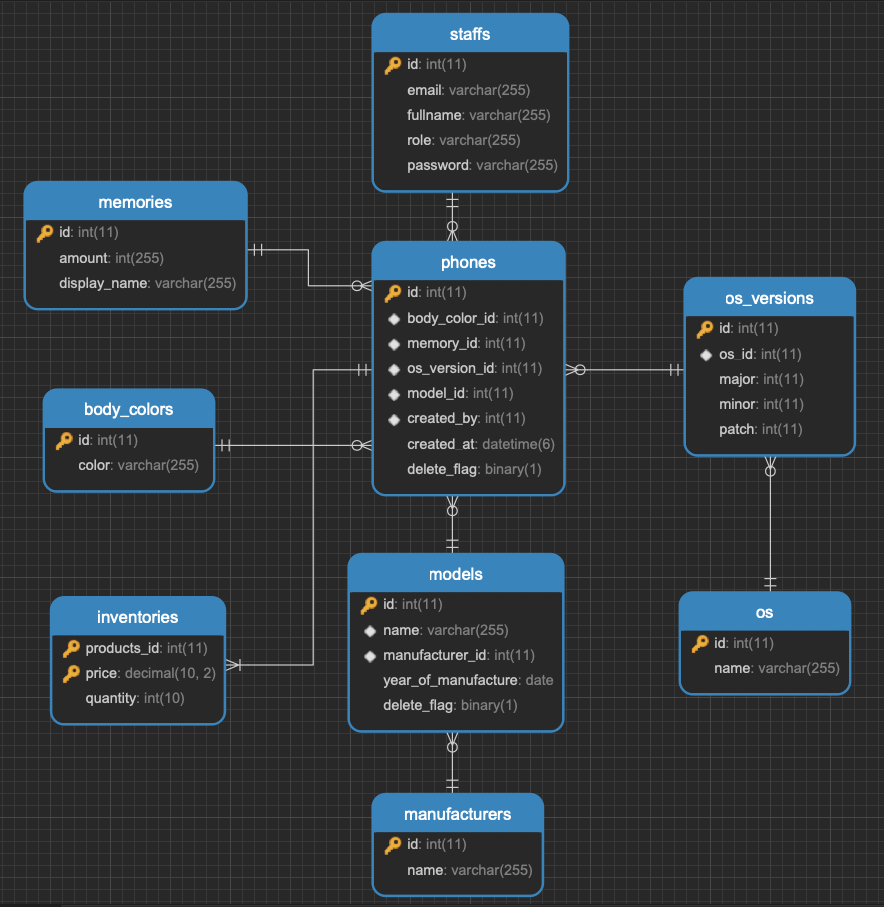 staffs
id: int(11)
email: varchar(255)
fullname: varchar(255)
role: varchar(255)
password: varchar(255)
memories
id: int(11)
amount: int(255)
display_name: varchar(255)
phones
id: int(11)
body_color_id: int(11)
memory_id: int(11)
os_version_id: int(11)
model_id: int(11)
created_by: int(11)
created_at: datetime(6)
delete_flag: binary(1)
os_versions
id: int(11)
os_id: int(11)
major: int(11)
minor: int(11)
patch: int(11)
body_colors
id: int(11)
color: varchar(255)
inventories
products_id: int(11)
price: decimal(10, 2)
quantity: int(10)
models
id: int(11)
name: varchar(255)
manufacturer_id: int(11)
year_of_manufacture: date
delete_flag: binary(1)
os
id: int(11)
name: varchar(255)
manufacturers
id: int(11)
name: varchar(255)